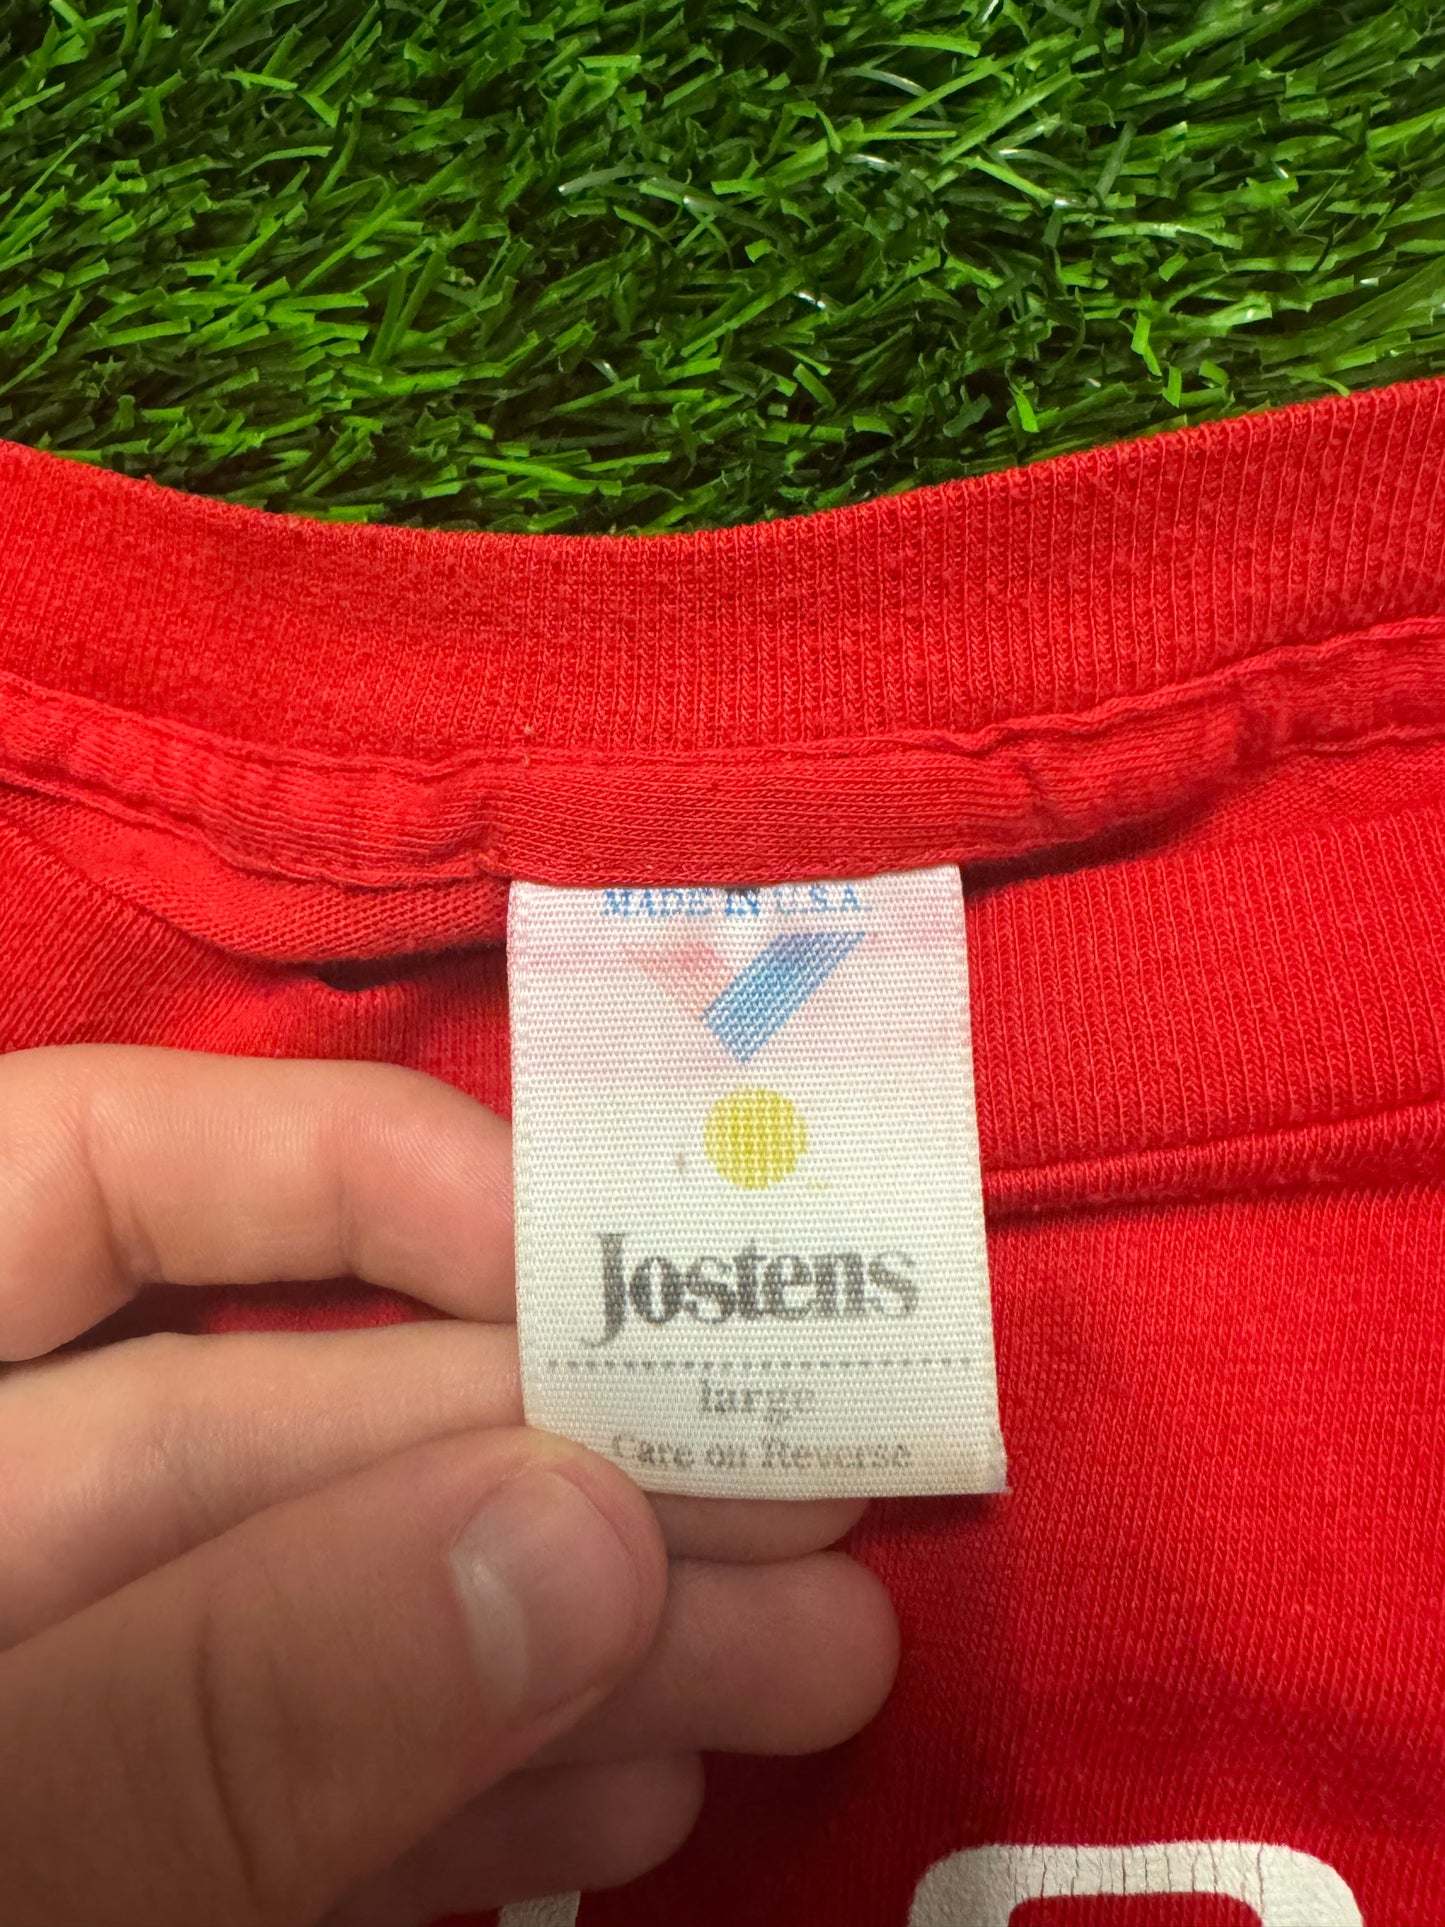 MADE IN U.S.A.
Jostens
large
Care on Reverse